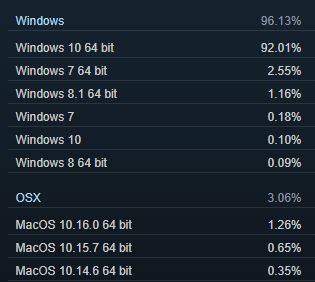 Windows 96.13%
Windows 10 64 bit 92.01%
Windows 7 64 bit 2.55%
Windows 8.1 64 bit 1.16%
Windows 7 0.18%
Windows 10 0.10%
Windows 8 64 bit 0.09%
OSX 3.06%
MacOS 10.16.0 64 bit 1.26%
MacOS 10.15.7 64 bit 0.65%
MacOS 10.14.6 64 bit 0.35%